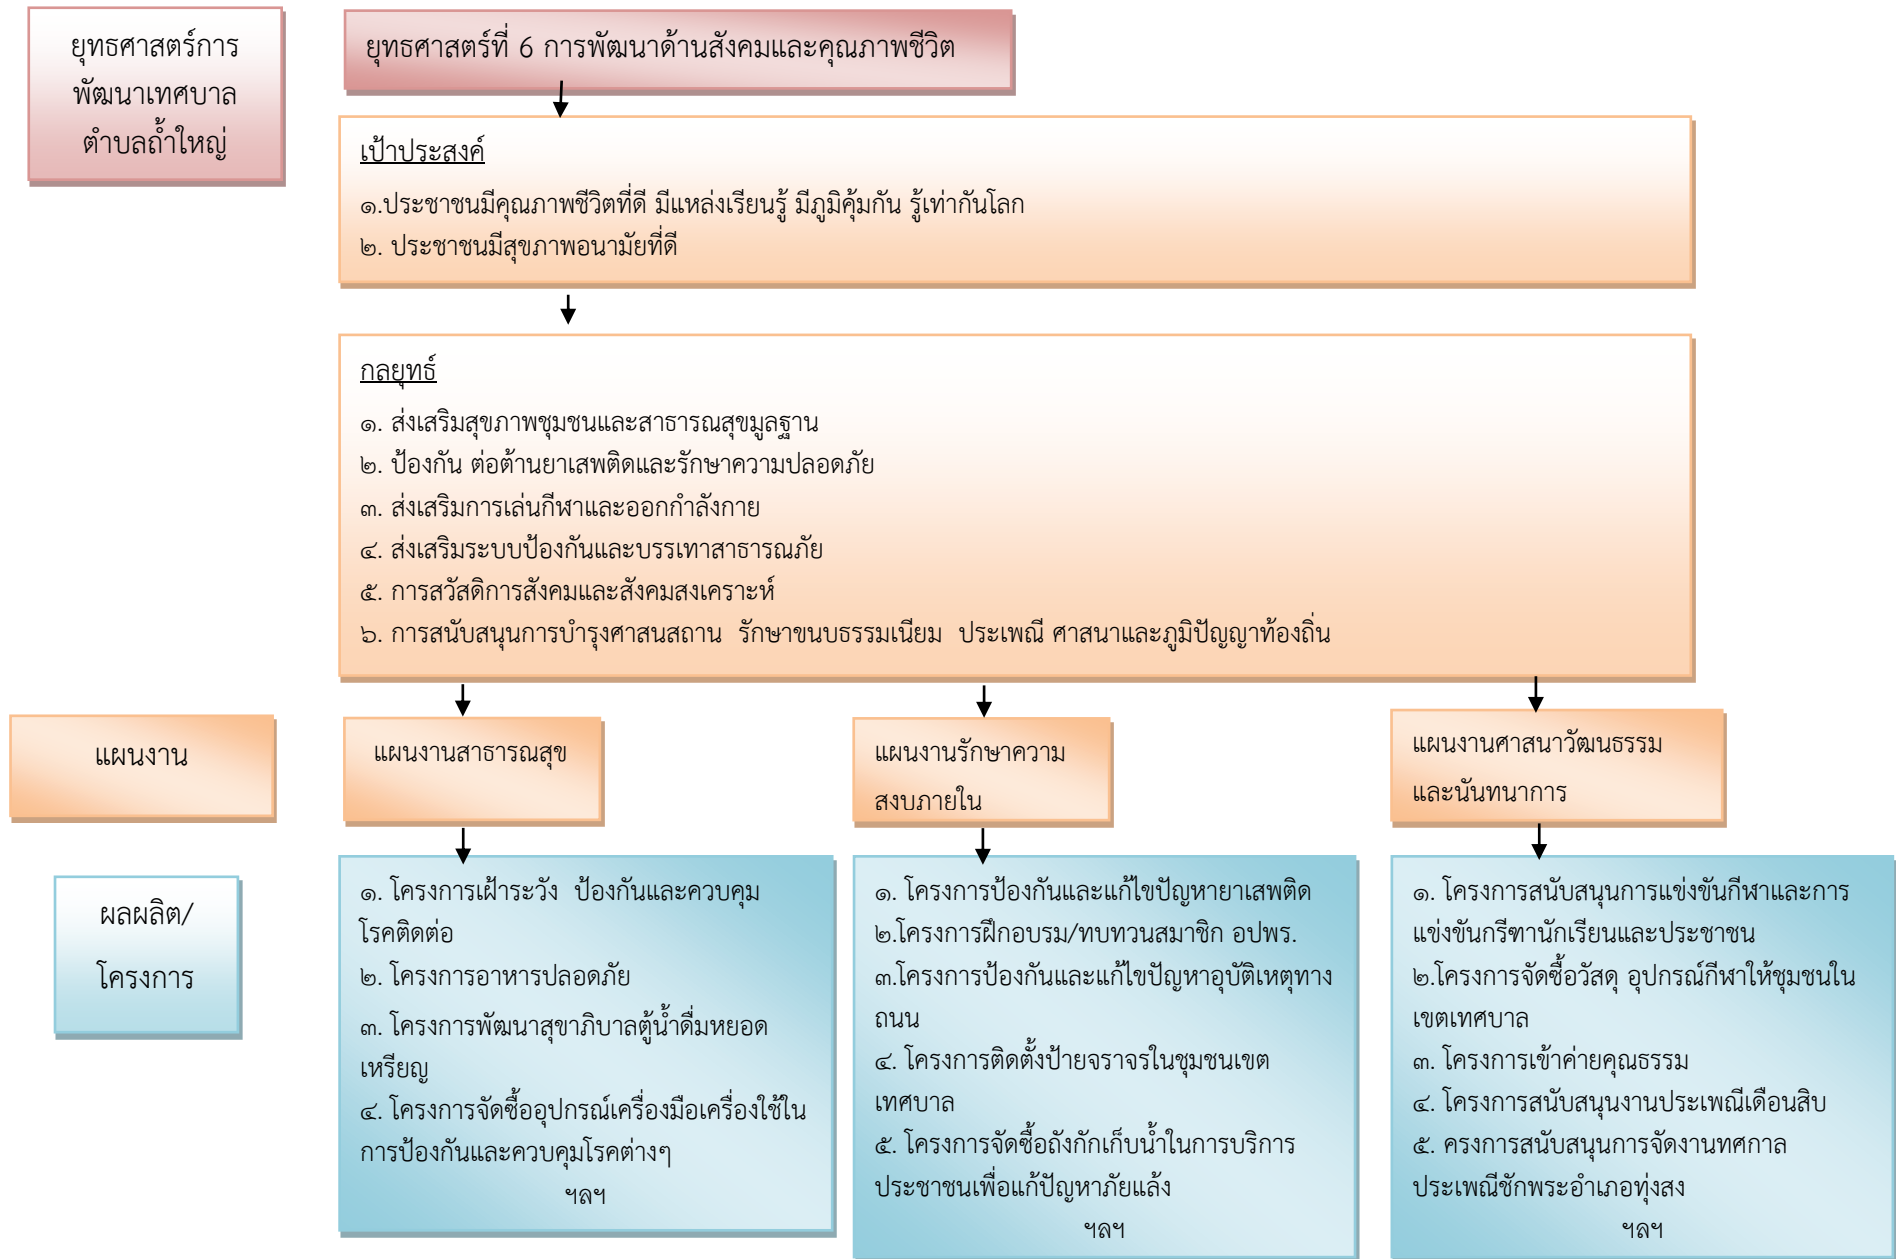 ยุทธศาสตร์การ
พัฒนาเทศบาล
ตำบลถ้ำใหญ่
ยุทธศาสตร์ที่ 6 การพัฒนาด้านสังคมและคุณภาพชีวิต
เป้าประสงค์
๑.ประชาชนมีคุณภาพชีวิตที่ดี มีแหล่งเรียนรู้ มีภูมิคุ้มกัน รู้เท่ากันโลก
๒. ประชาชนมีสุขภาพอนามัยที่ดี
กลยุทธ์
๑. ส่งเสริมสุขภาพชุมชนและสาธารณสุขมูลฐาน
๒. ป้องกัน ต่อต้านยาเสพติดและรักษาความปลอดภัย
๓. ส่งเสริมการเล่นกีฬาและออกกำลังกาย
๔. ส่งเสริมระบบป้องกันและบรรเทาสาธารณภัย
๕. การสวัสดิการสังคมและสังคมสงเคราะห์
๖. การสนับสนุนการบำรุงศาสนสถาน รักษาขนบธรรมเนียม ประเพณี ศาสนาและภูมิปัญญาท้องถิ่น
แผนงาน
แผนงานสาธารณสุข
แผนงานรักษาความ
สงบภายใน
แผนงานศาสนาวัฒนธรรม
และนันทนาการ
ผลผลิต/
โครงการ
๑. โครงการเฝ้าระวัง ป้องกันและควบคุม
โรคติดต่อ
๒. โครงการอาหารปลอดภัย
๓. โครงการพัฒนาสุขาภิบาลตู้น้ำดื่มหยอด
เหรียญ
๔. โครงการจัดซื้ออุปกรณ์เครื่องมือเครื่องใช้ใน
การป้องกันและควบคุมโรคต่างๆ
ฯลฯ
๑. โครงการป้องกันและแก้ไขปัญหายาเสพติด
๒.โครงการฝึกอบรม/ทบทวนสมาชิก อปพร.
๓.โครงการป้องกันและแก้ไขปัญหาอุบัติเหตุทาง
ถนน
๔. โครงการติดตั้งป้ายจราจรในชุมชนเขต
เทศบาล
๕. โครงการจัดซื้อถังกักเก็บน้ำในการบริการ
ประชาชนเพื่อแก้ปัญหาภัยแล้ง
ฯลฯ
๑. โครงการสนับสนุนการแข่งขันกีฬาและการ
แข่งขันกรีฑานักเรียนและประชาชน
๒.โครงการจัดซื้อวัสดุ อุปกรณ์กีฬาให้ชุมชนใน
เขตเทศบาล
๓. โครงการเข้าค่ายคุณธรรม
๔. โครงการสนับสนุนงานประเพณีเดือนสิบ
๕. ครงการสนับสนุนการจัดงานทศกาล
ประเพณีชักพระอำเภอทุ่งสง
ฯลฯ